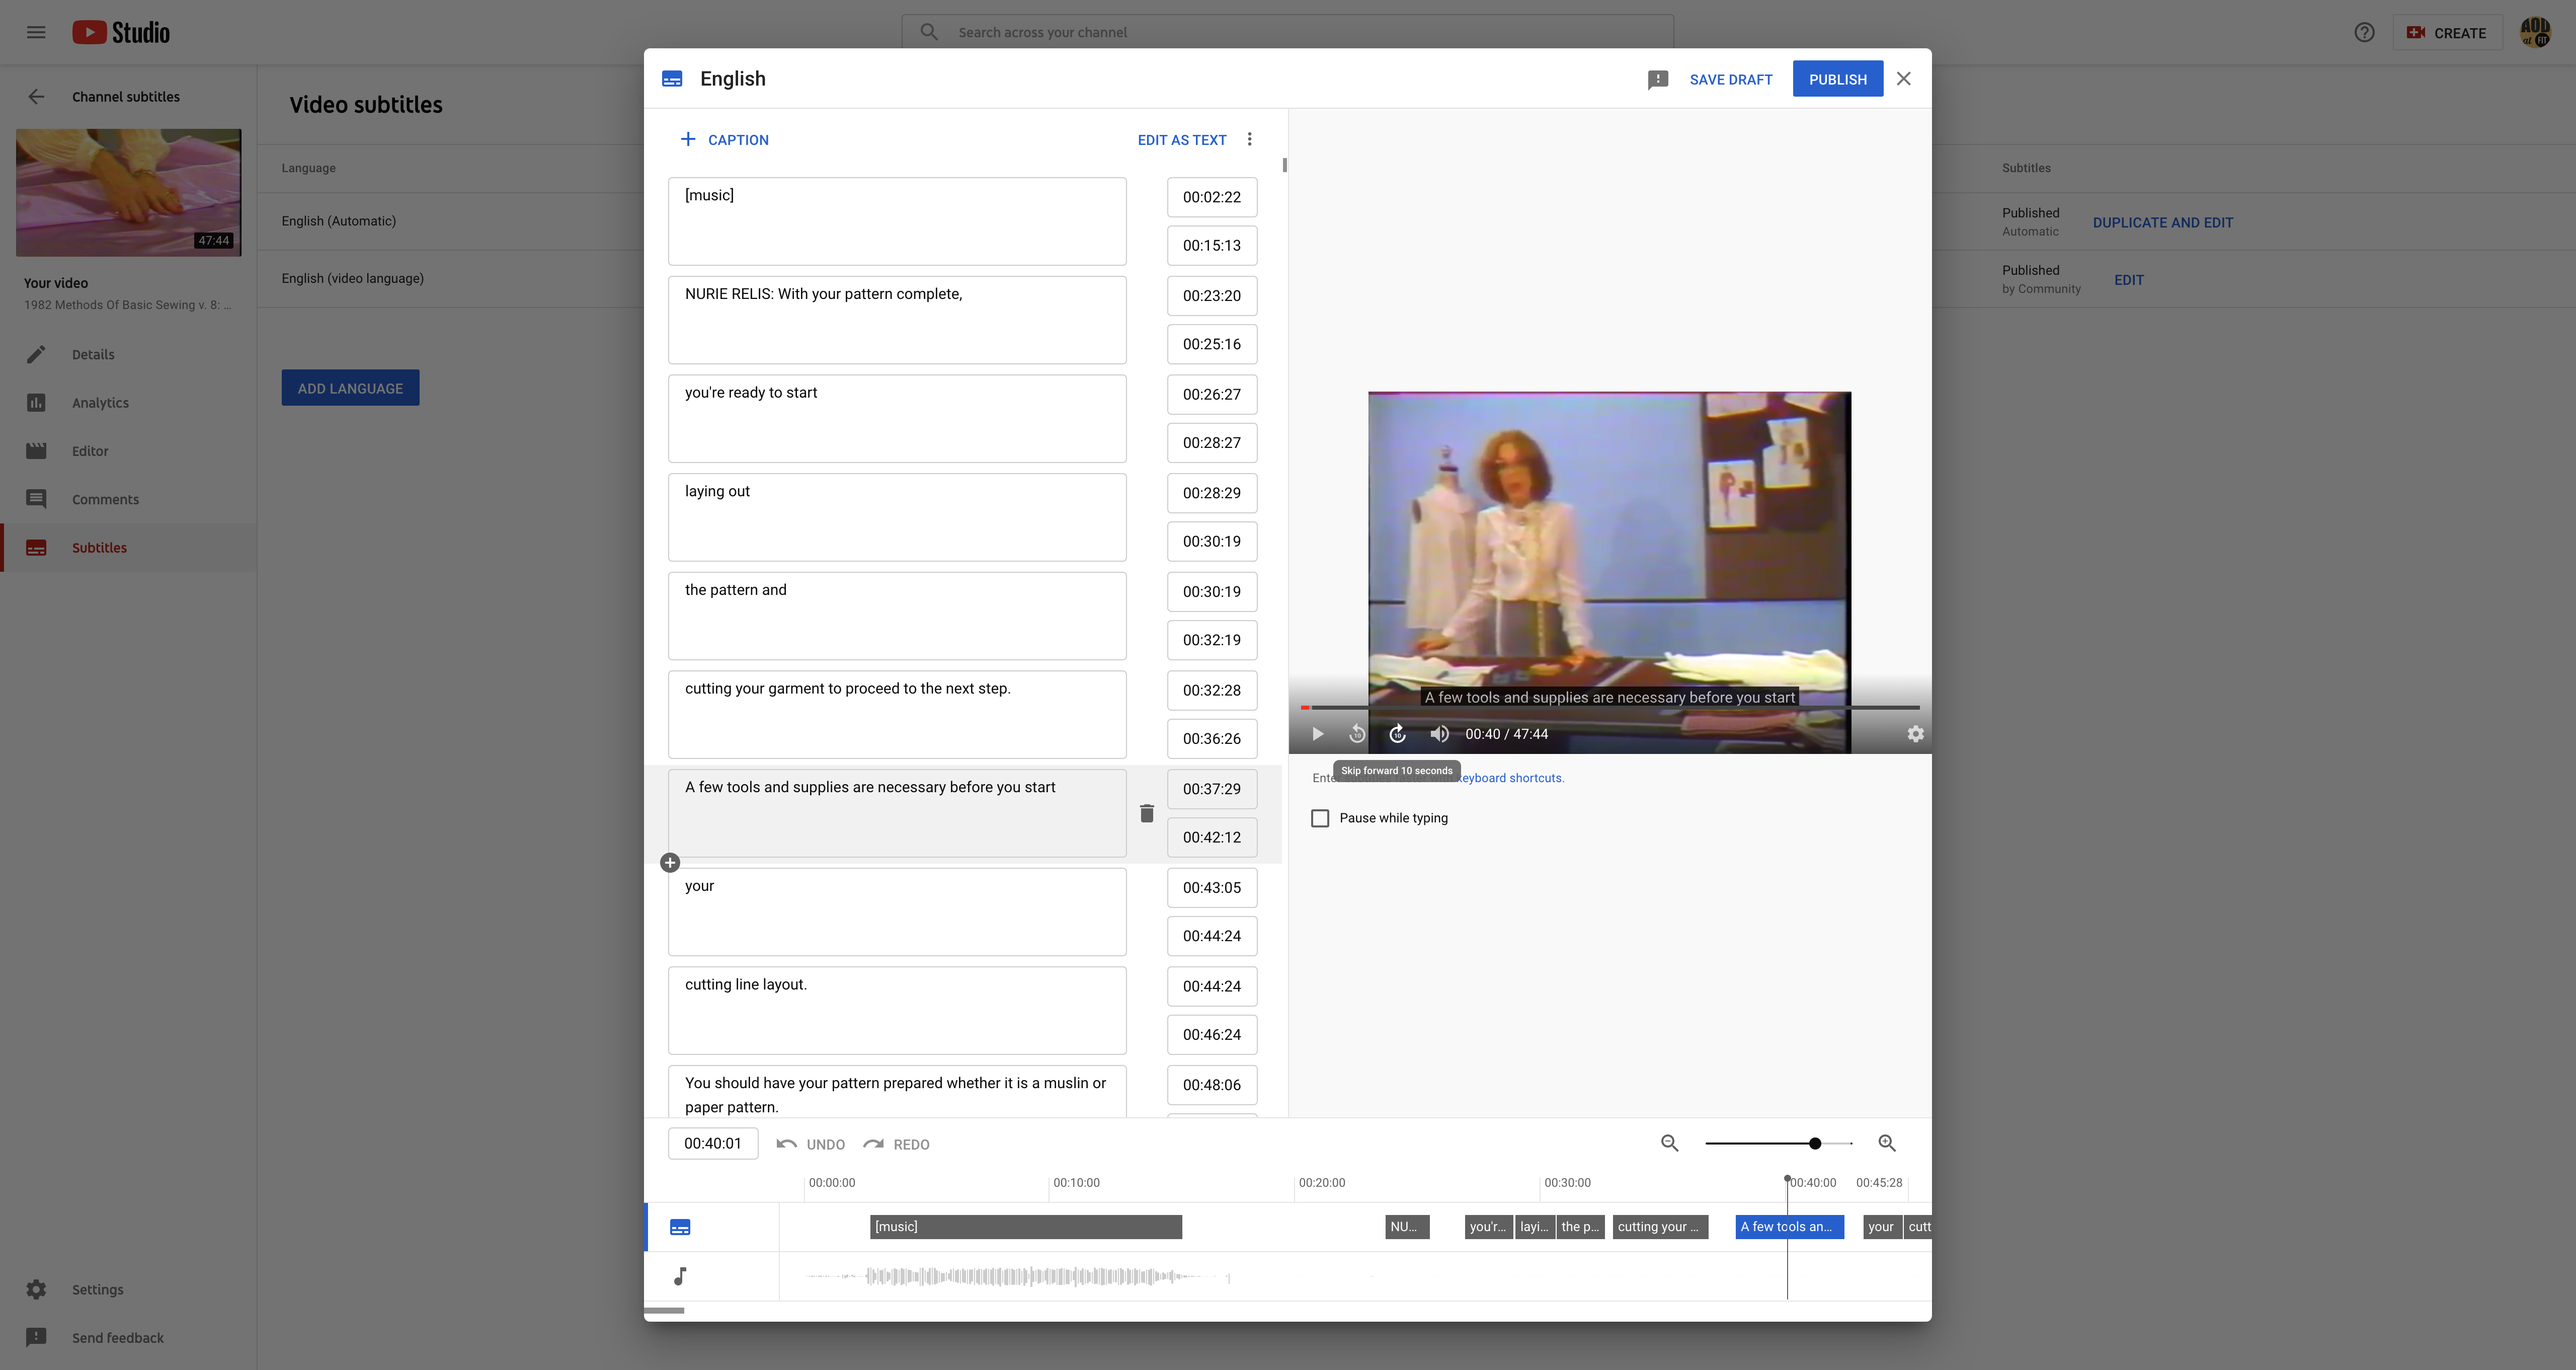 Studio
Search across your channel
CREATE
AOD
at FIT
Channel subtitles
47:44
Your video
1982 Methods Of Basic Sewing v. 8: ...
Details
Analytics
Editor
Comments
Subtitles
Settings
Send feedback
Video subtitles
Language
Subtitles
English (Automatic)
Published
Automatic
DUPLICATE AND EDIT
English (video language)
Published
by Community
EDIT
ADD LANGUAGE
English
SAVE DRAFT
PUBLISH
CAPTION
EDIT AS TEXT
[music]
00:02:22
00:15:13
NURIE RELIS: With your pattern complete,
00:23:20
00:25:16
you're ready to start
00:26:27
00:28:27
laying out
00:28:29
00:30:19
the pattern and
00:30:19
00:32:19
cutting your garment to proceed to the next step.
00:32:28
00:36:26
A few tools and supplies are necessary before you start
00:37:29
00:42:12
your
00:43:05
00:44:24
cutting line layout.
00:44:24
00:46:24
You should have your pattern prepared whether it is a muslin or
paper pattern.
00:48:06
A few tools and supplies are necessary before you start
10
10
00:40 / 47:44
Skip forward 10 seconds
Ente
keyboard shortcuts.
Pause while typing
00:40:01
UNDO
REDO
00:00:00
00:10:00
00:20:00
00:30:00
00:40:00
00:45:28
[music]
NU...
you'r...
layi...
the p...
cutting your ...
A few tools an...
your
cutt